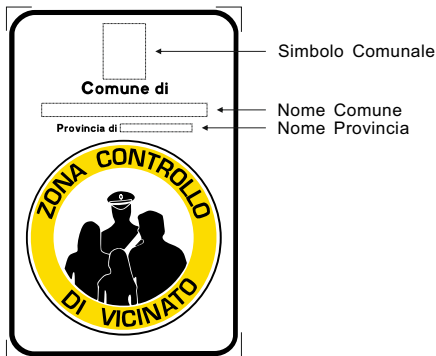 Simbolo Comunale
Comune di
Nome Comune
Provincia di
Nome Provincia
ZONA CONTROLLO
DI VICINATO